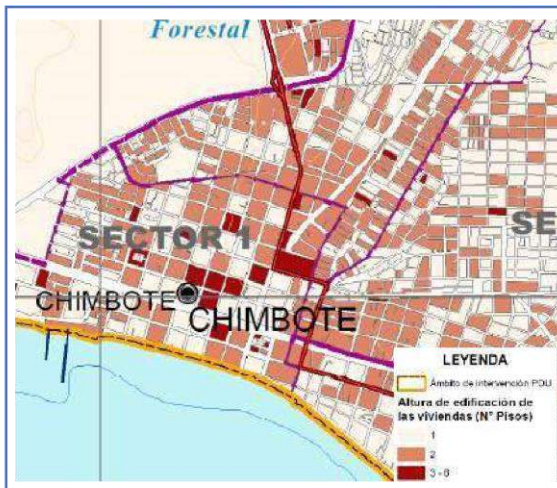 Forestal
SECTOR 1
SE
CHIMBOTE
CHIMBOTE
LEYENDA
Ámbito de intervención PDU
Altura de edificación de
las viviendas (N° Pisos)
1
2
3 - 6